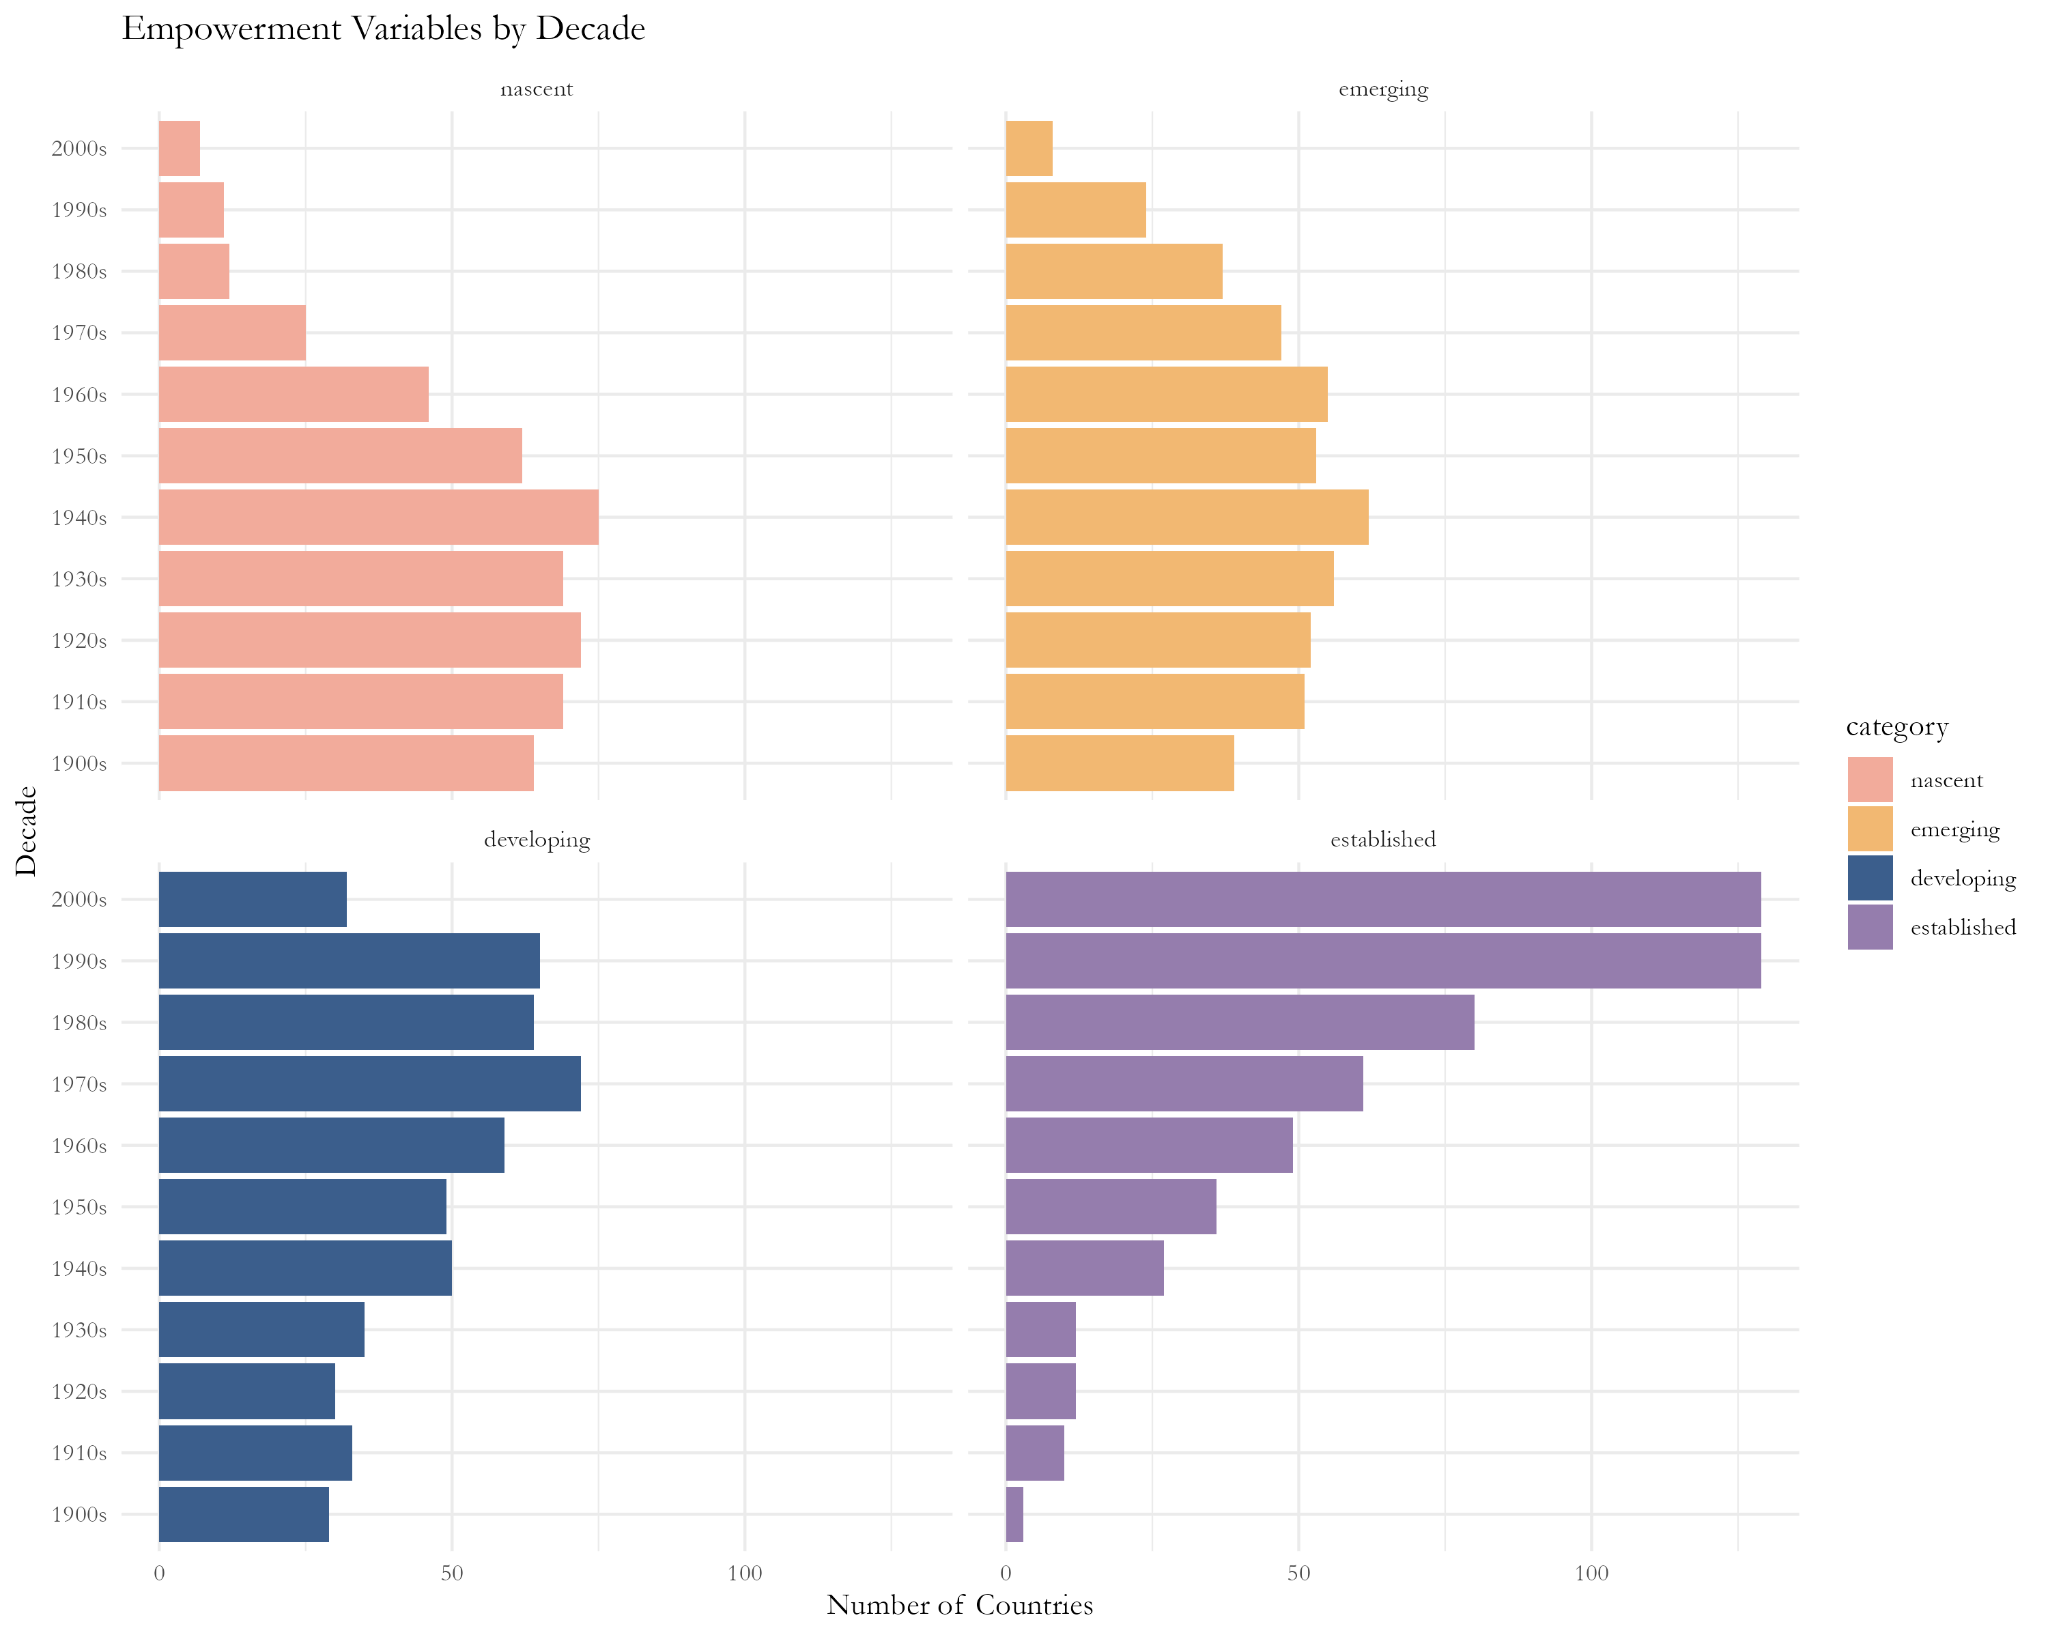 Empowerment Variables by Decade
nascent
emerging
2000s
1990s
1980s
1970s
1960s
1950s
1940s
1930s
1920s
1910s
1900s
developing
established
2000s
1990s
1980s
1970s
1960s
1950s
1940s
1930s
1920s
1910s
1900s
0 50 100
0 50 100
Number of Countries
Decade
category
nascent
emerging
developing
established